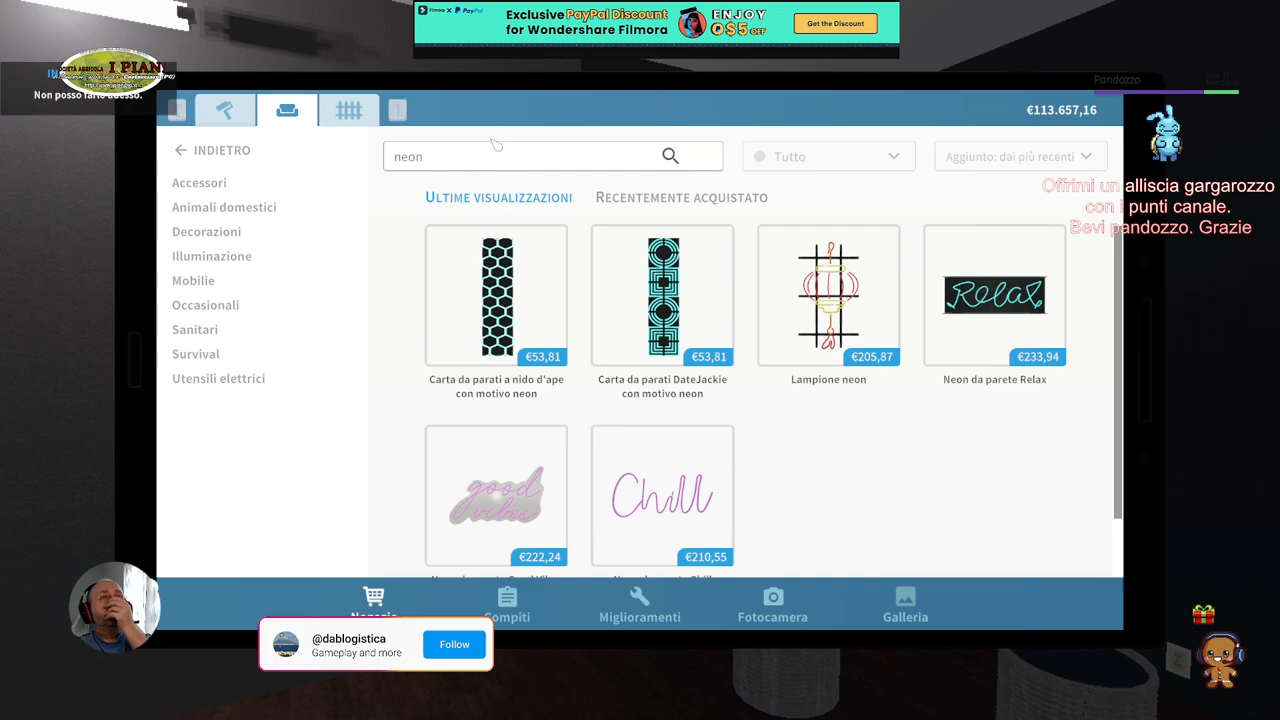 Filmora X PayPal
Exclusive PayPal Discount
for Wondershare Filmora
ENJOY
O$5 OFF
Get the Discount
SOCIETÀ AGRICOLA I PIANI
Non posso farlo adesso.
Pandozzo
€113.657,16
INDIETRO
neon
Tutto
Aggiunto: dai più recenti
Accessori
Animali domestici
Decorazioni
Illuminazione
Mobilie
Occasionali
Sanitari
Survival
Utensili elettrici
ULTIME VISUALIZZAZIONI
RECENTEMENTE ACQUISTATO
Offrimi un alliscia gargarozzo
con i punti canale.
Bevi pandozzo. Grazie
Relax
€53,81
€53,81
€205,87
€233,94
Carta da parati a nido d'ape
con motivo neon
Carta da parati DateJackie
con motivo neon
Lampione neon
Neon da parete Relax
good
vibes
Chill
€222,24
€210,55
Negozio
Compiti
Miglioramenti
Fotocamera
Galleria
@dablogistica
Gameplay and more
Follow